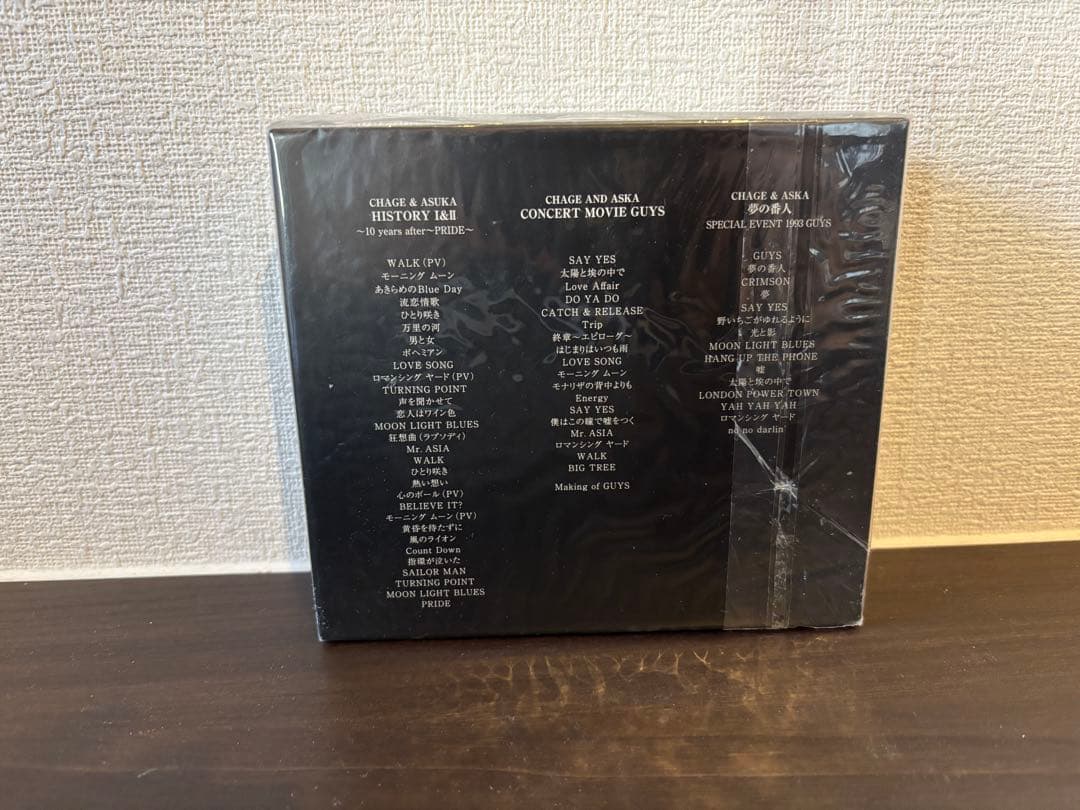 CHAGE & ASUKA
HISTORY I&II
～10 years after～PRIDE～
WALK (PV)
モーニング ムーン
あきらめのBlue Day
流恋情歌
ひとり咲き
万里の河
男と女
ボヘミアン
LOVE SONG
ロマンシング ヤード (PV)
TURNING POINT
声を聞かせて
恋人はワイン色
MOON LIGHT BLUES
狂想曲 (ラプソディ)
Mr. ASIA
WALK
ひとり咲き
熱い想い
心のボール (PV)
BELIEVE IT?
モーニング ムーン (PV)
黄昏を待たずに
風のライオン
Count Down
指環が泣いた
SAILOR MAN
TURNING POINT
MOON LIGHT BLUES
PRIDE
CHAGE AND ASKA
CONCERT MOVIE GUYS
SAY YES
太陽と埃の中で
Love Affair
DO YA DO
CATCH & RELEASE
Trip
終章～エピローグ～
はじまりはいつも雨
LOVE SONG
モーニング ムーン
モナリザの背中よりも
Energy
SAY YES
僕はこの瞳で嘘をつく
Mr. ASIA
ロマンシング ヤード
WALK
BIG TREE
Making of GUYS
CHAGE & ASKA
夢の番人
SPECIAL EVENT 1993 GUYS
GUYS
夢の番人
CRIMSON
夢
SAY YES
野いちごがゆれるように
光と影
MOON LIGHT BLUES
HANG UP THE PHONE
嘘
太陽と埃の中で
LONDON POWER TOWN
YAH YAH YAH
ロマンシング ヤード
no no darlin'